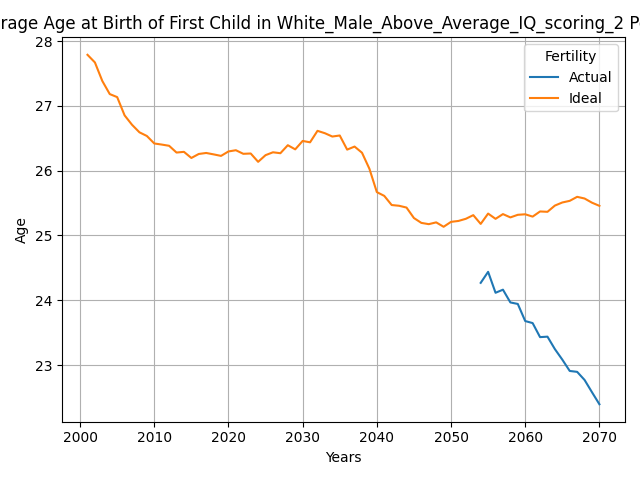 rage Age at Birth of First Child in White_Male_Above_Average_IQ_scoring_2 P
28
27
26
25
24
23
Age
Fertility
Actual
Ideal
2000 2010 2020 2030 2040 2050 2060 2070
Years